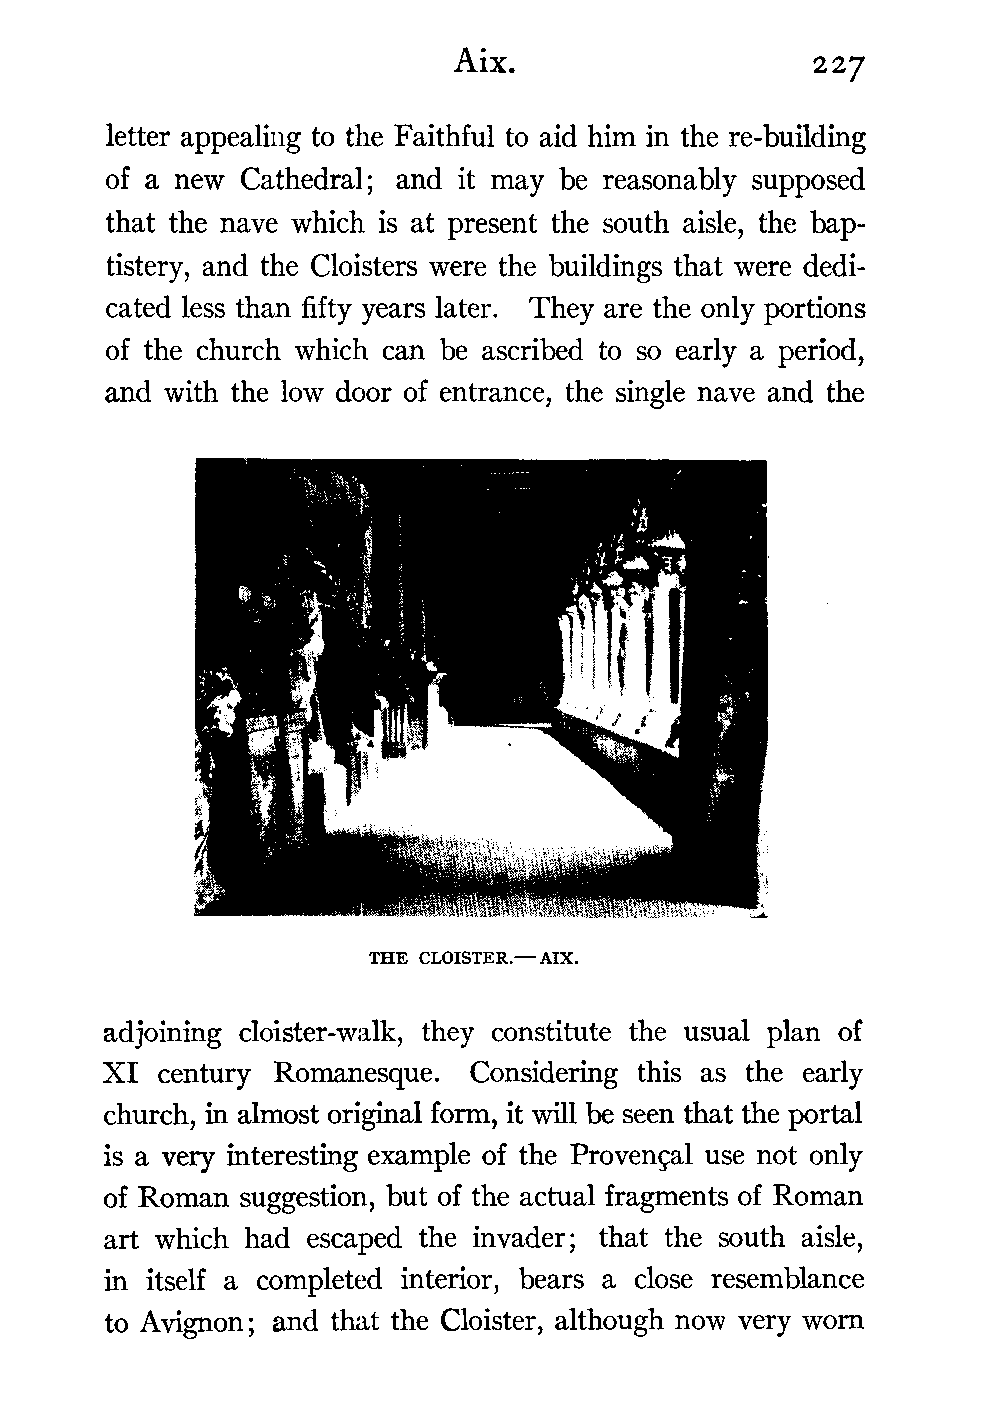 Aix. 227
letter appealing to the Faithful to aid him in the re-building
of a new Cathedral; and it may be reasonably supposed
that the nave which is at present the south aisle, the bap-
tistery, and the Cloisters were the buildings that were dedi-
cated less than fifty years later. They are the only portions
of the church which can be ascribed to so early a period,
and with the low door of entrance, the single nave and the
THE CLOISTER.—AIX.
adjoining cloister-walk, they constitute the usual plan of
XI century Romanesque. Considering this as the early
church, in almost original form, it will be seen that the portal
is a very interesting example of the Provençal use not only
of Roman suggestion, but of the actual fragments of Roman
art which had escaped the invader; that the south aisle,
in itself a completed interior, bears a close resemblance
to Avignon; and that the Cloister, although now very worn